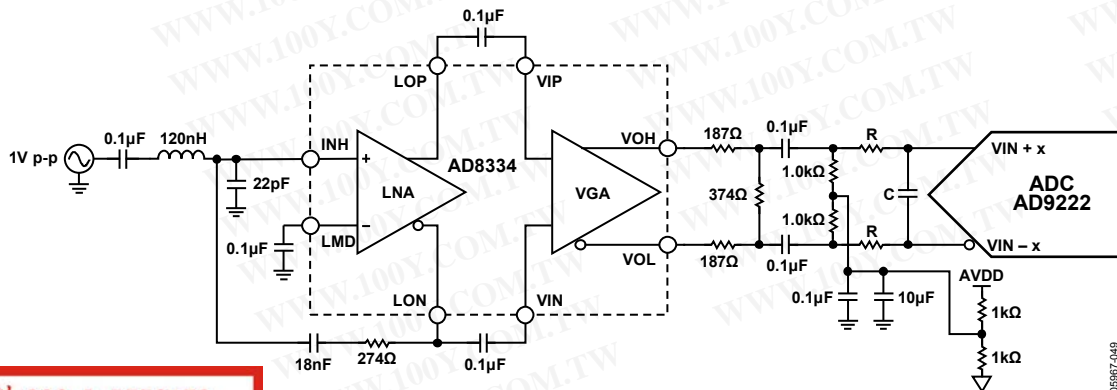 0.1µF
LOP
VIP
0.1µF
120nH
1V p-p
INH
22pF
+
LNA
–
AD8334
LMD
0.1µF
VGA
VOH
187Ω
0.1µF
R
374Ω
1.0kΩ
1.0kΩ
C
VIN + x
ADC
AD9222
VIN – x
VOL
187Ω
0.1µF
R
LON
VIN
18nF
274Ω
0.1µF
0.1µF
10µF
AVDD
1kΩ
1kΩ
WWW.100Y.COM.TW